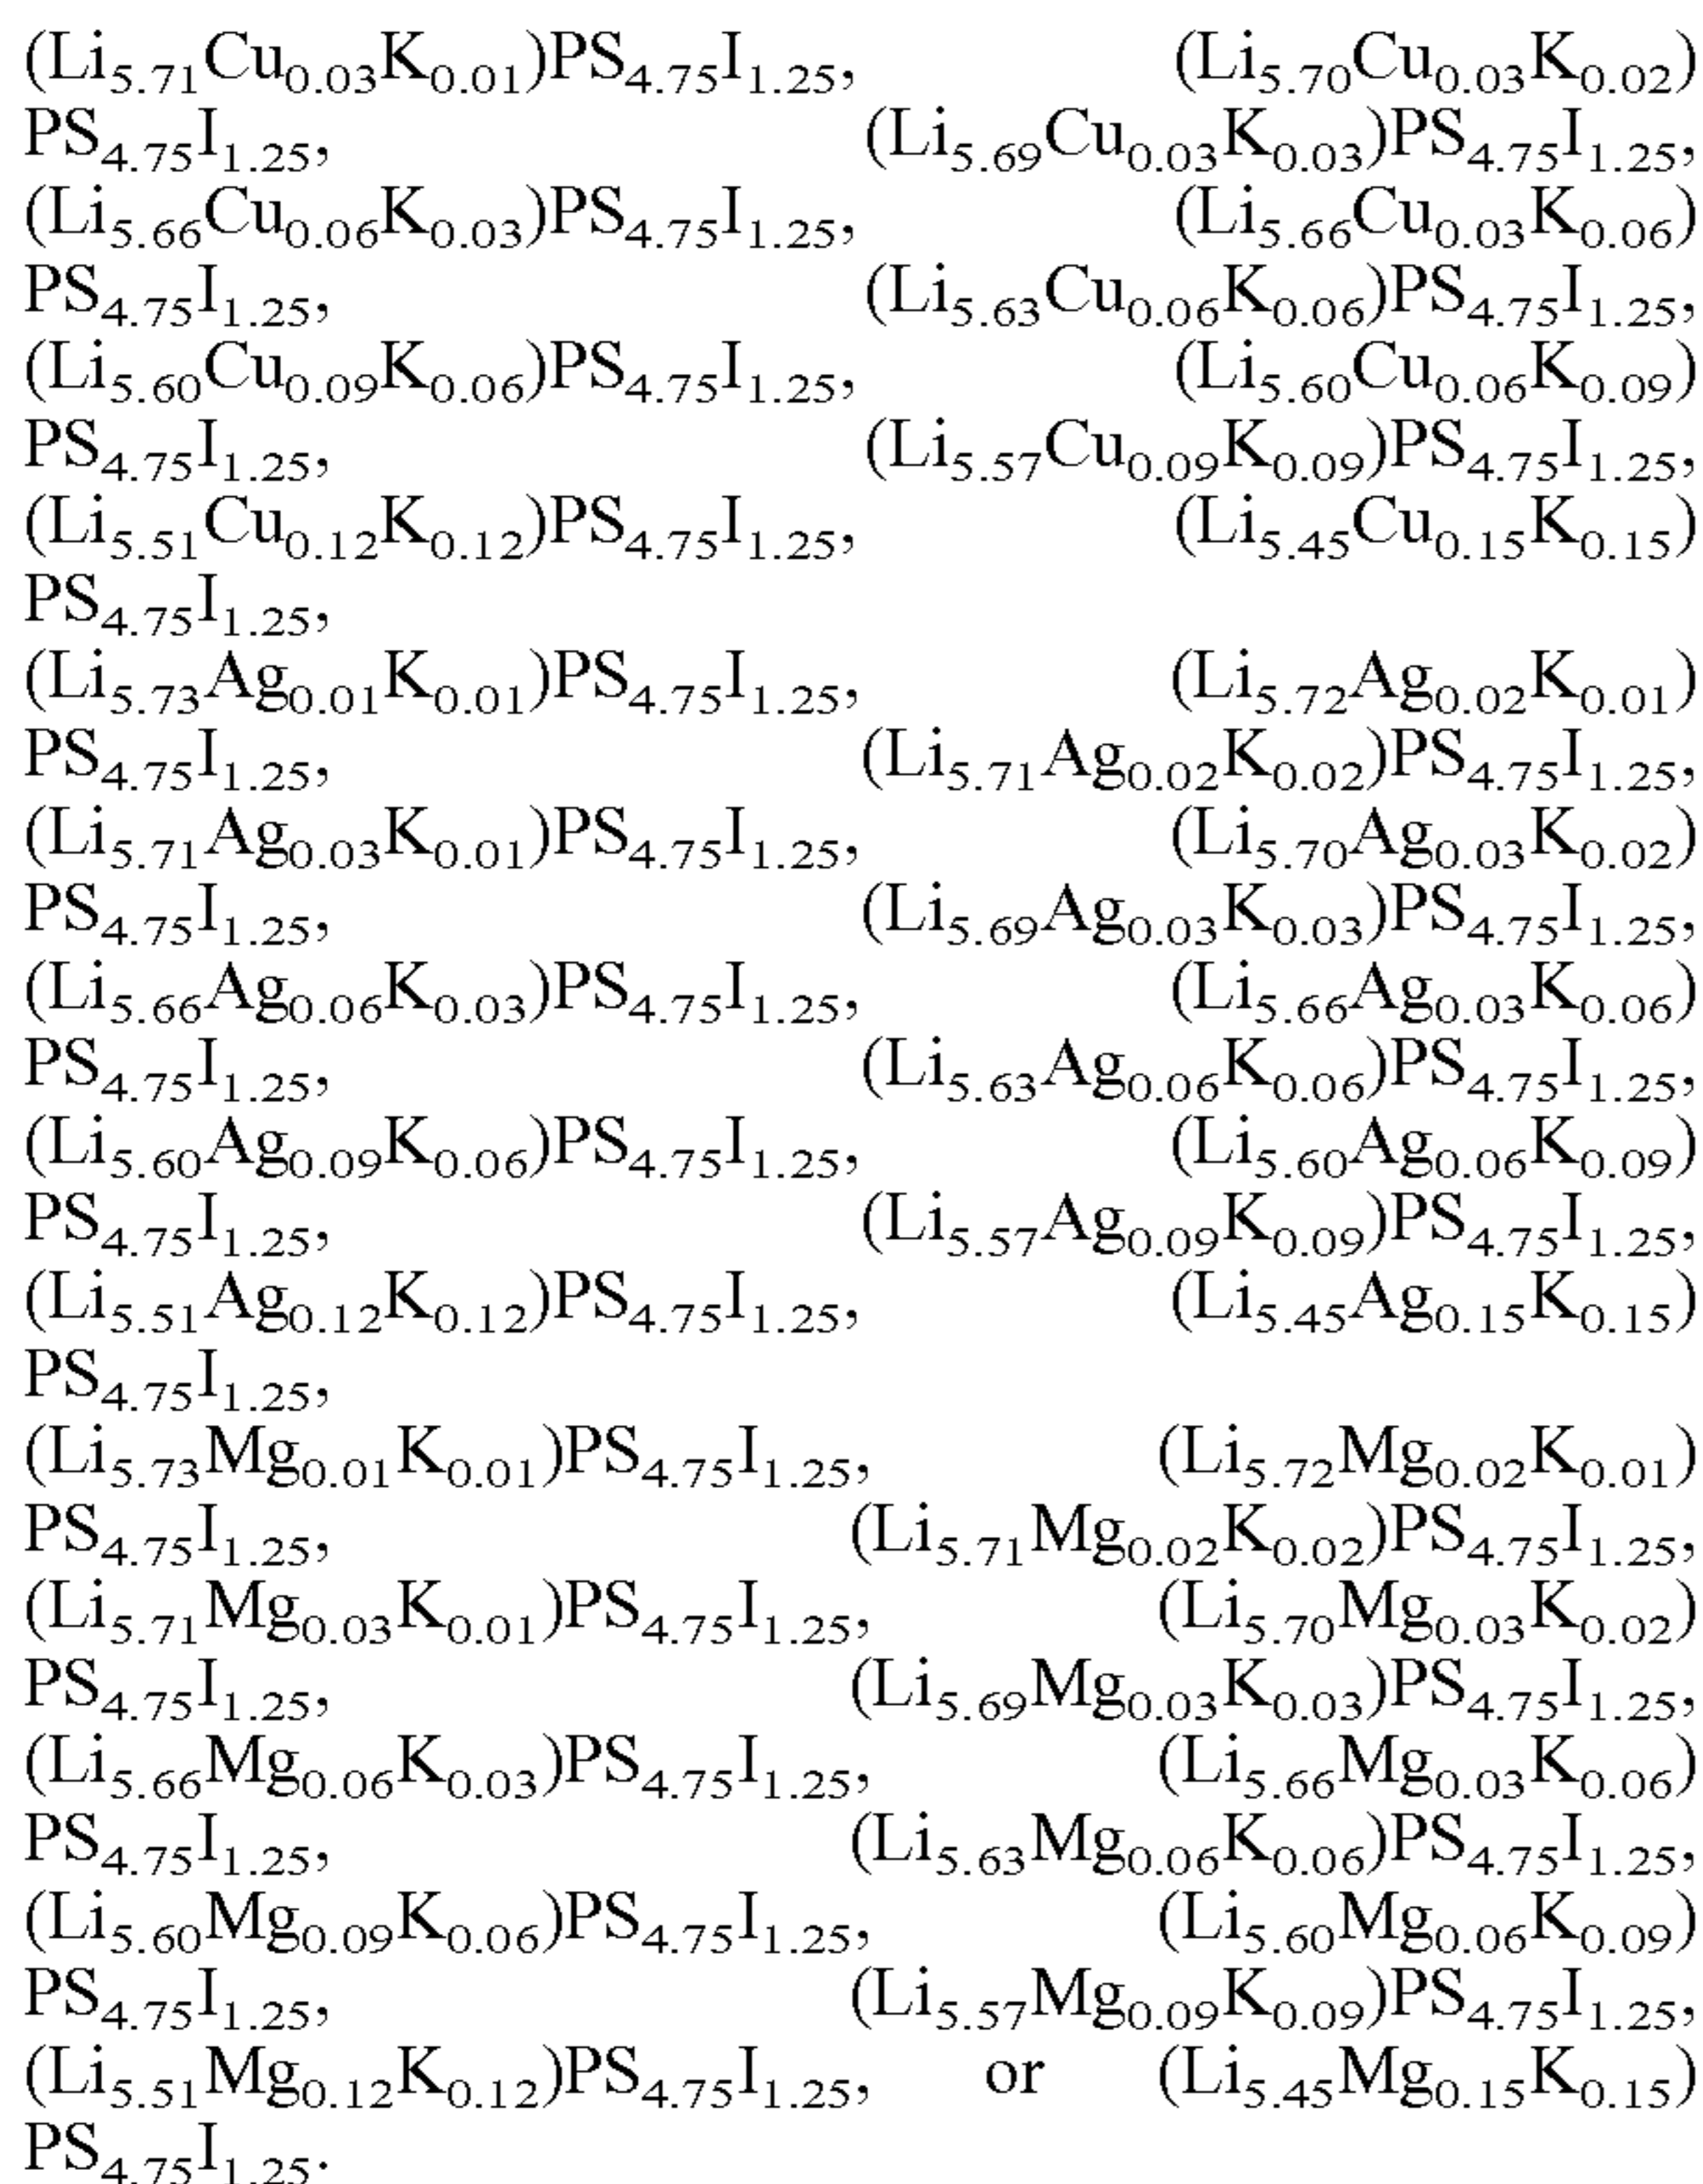 (Li₅.₇₁Cu₀.₀₃K₀.₀₁)PS₄.₇₅I₁.₂₅, (Li₅.₇₀Cu₀.₀₃K₀.₀₂)
PS₄.₇₅I₁.₂₅, (Li₅.₆₉Cu₀.₀₃K₀.₀₃)PS₄.₇₅I₁.₂₅,
(Li₅.₆₆Cu₀.₀₆K₀.₀₃)PS₄.₇₅I₁.₂₅, (Li₅.₆₆Cu₀.₀₃K₀.₀₆)
PS₄.₇₅I₁.₂₅, (Li₅.₆₃Cu₀.₀₆K₀.₀₆)PS₄.₇₅I₁.₂₅,
(Li₅.₆₀Cu₀.₀₉K₀.₀₆)PS₄.₇₅I₁.₂₅, (Li₅.₆₀Cu₀.₀₆K₀.₀₉)
PS₄.₇₅I₁.₂₅, (Li₅.₅₇Cu₀.₀₉K₀.₀₉)PS₄.₇₅I₁.₂₅,
(Li₅.₅₁Cu₀.₁₂K₀.₁₂)PS₄.₇₅I₁.₂₅, (Li₅.₄₅Cu₀.₁₅K₀.₁₅)
PS₄.₇₅I₁.₂₅,
(Li₅.₇₃Ag₀.₀₁K₀.₀₁)PS₄.₇₅I₁.₂₅, (Li₅.₇₂Ag₀.₀₂K₀.₀₁)
PS₄.₇₅I₁.₂₅, (Li₅.₇₁Ag₀.₀₂K₀.₀₂)PS₄.₇₅I₁.₂₅,
(Li₅.₇₁Ag₀.₀₃K₀.₀₁)PS₄.₇₅I₁.₂₅, (Li₅.₇₀Ag₀.₀₃K₀.₀₂)
PS₄.₇₅I₁.₂₅, (Li₅.₆₉Ag₀.₀₃K₀.₀₃)PS₄.₇₅I₁.₂₅,
(Li₅.₆₆Ag₀.₀₆K₀.₀₃)PS₄.₇₅I₁.₂₅, (Li₅.₆₆Ag₀.₀₃K₀.₀₆)
PS₄.₇₅I₁.₂₅, (Li₅.₆₃Ag₀.₀₆K₀.₀₆)PS₄.₇₅I₁.₂₅,
(Li₅.₆₀Ag₀.₀₉K₀.₀₆)PS₄.₇₅I₁.₂₅, (Li₅.₆₀Ag₀.₀₆K₀.₀₉)
PS₄.₇₅I₁.₂₅, (Li₅.₅₇Ag₀.₀₉K₀.₀₉)PS₄.₇₅I₁.₂₅,
(Li₅.₅₁Ag₀.₁₂K₀.₁₂)PS₄.₇₅I₁.₂₅, (Li₅.₄₅Ag₀.₁₅K₀.₁₅)
PS₄.₇₅I₁.₂₅,
(Li₅.₇₃Mg₀.₀₁K₀.₀₁)PS₄.₇₅I₁.₂₅, (Li₅.₇₂Mg₀.₀₂K₀.₀₁)
PS₄.₇₅I₁.₂₅, (Li₅.₇₁Mg₀.₀₂K₀.₀₂)PS₄.₇₅I₁.₂₅,
(Li₅.₇₁Mg₀.₀₃K₀.₀₁)PS₄.₇₅I₁.₂₅, (Li₅.₇₀Mg₀.₀₃K₀.₀₂)
PS₄.₇₅I₁.₂₅, (Li₅.₆₉Mg₀.₀₃K₀.₀₃)PS₄.₇₅I₁.₂₅,
(Li₅.₆₆Mg₀.₀₆K₀.₀₃)PS₄.₇₅I₁.₂₅, (Li₅.₆₆Mg₀.₀₃K₀.₀₆)
PS₄.₇₅I₁.₂₅, (Li₅.₆₃Mg₀.₀₆K₀.₀₆)PS₄.₇₅I₁.₂₅,
(Li₅.₆₀Mg₀.₀₉K₀.₀₆)PS₄.₇₅I₁.₂₅, (Li₅.₆₀Mg₀.₀₆K₀.₀₉)
PS₄.₇₅I₁.₂₅, (Li₅.₅₇Mg₀.₀₉K₀.₀₉)PS₄.₇₅I₁.₂₅,
(Li₅.₅₁Mg₀.₁₂K₀.₁₂)PS₄.₇₅I₁.₂₅, or (Li₅.₄₅Mg₀.₁₅K₀.₁₅)
PS₄.₇₅I₁.₂₅.